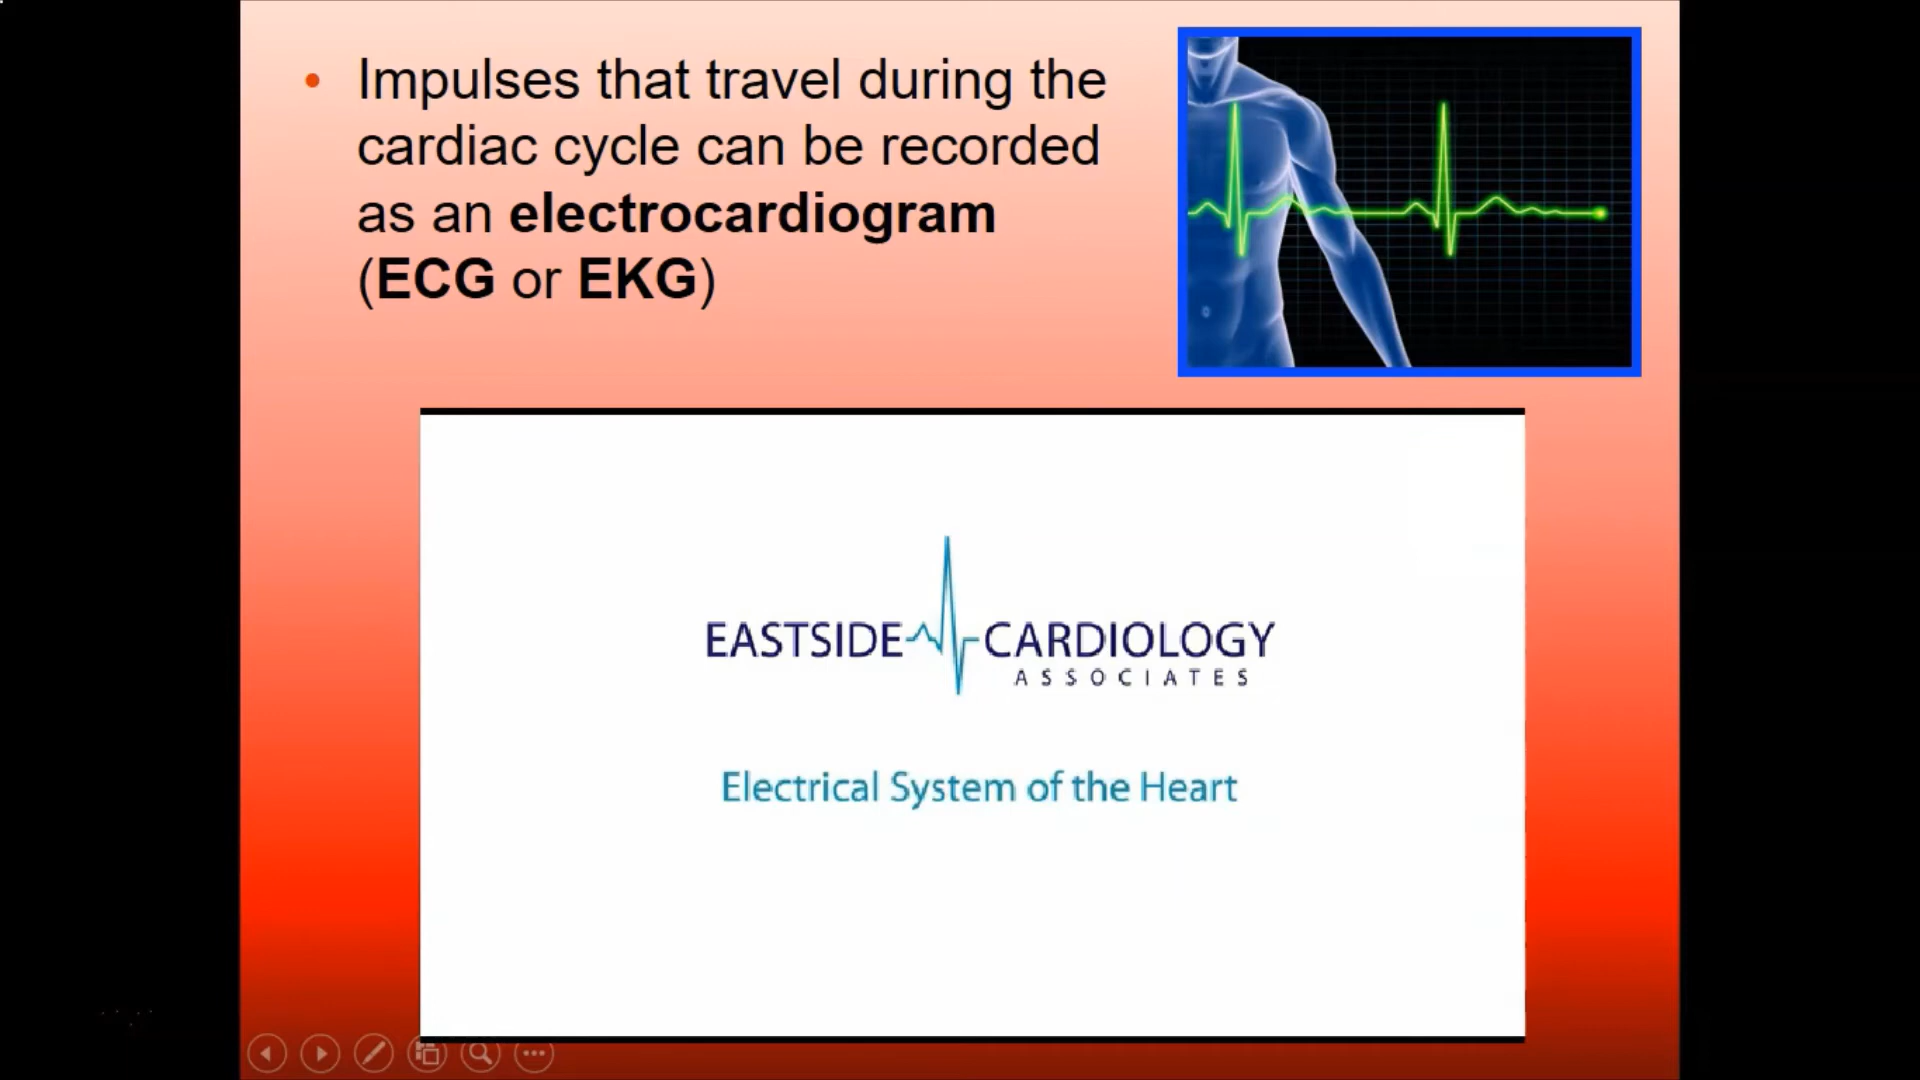 • Impulses that travel during the
cardiac cycle can be recorded
as an electrocardiogram
(ECG or EKG)
EASTSIDE CARDIOLOGY
ASSOCIATES
Electrical System of the Heart